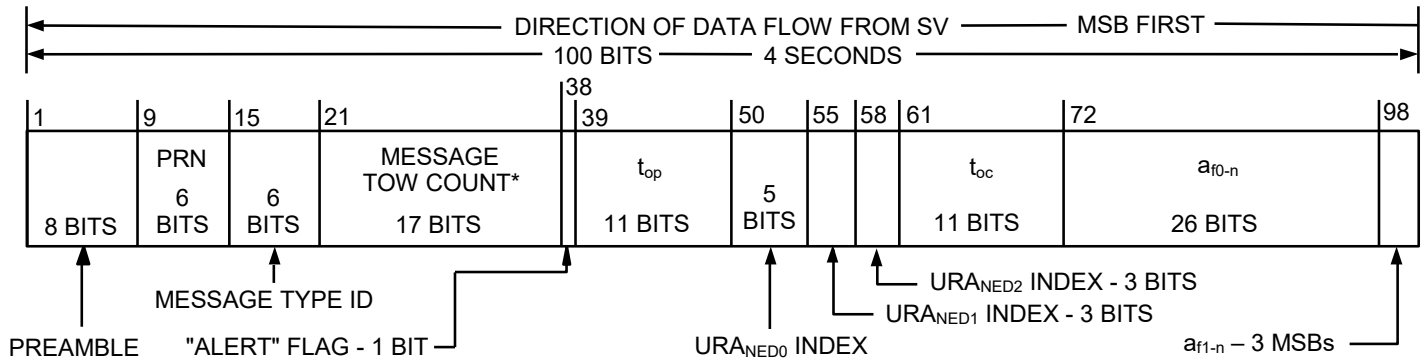 DIRECTION OF DATA FLOW FROM SV MSB FIRST
100 BITS 4 SECONDS
1 9 15 21 38 39 50 55 58 61 72 98
PRN MESSAGE t_op t_oc a_f0-n
TOW COUNT*
8 BITS 6 BITS 6 BITS 17 BITS 11 BITS 5 BITS 11 BITS 26 BITS
URA_NED2 INDEX - 3 BITS
MESSAGE TYPE ID URA_NED1 INDEX - 3 BITS
PREAMBLE "ALERT" FLAG - 1 BIT URA_NED0 INDEX a_f1-n – 3 MSBs